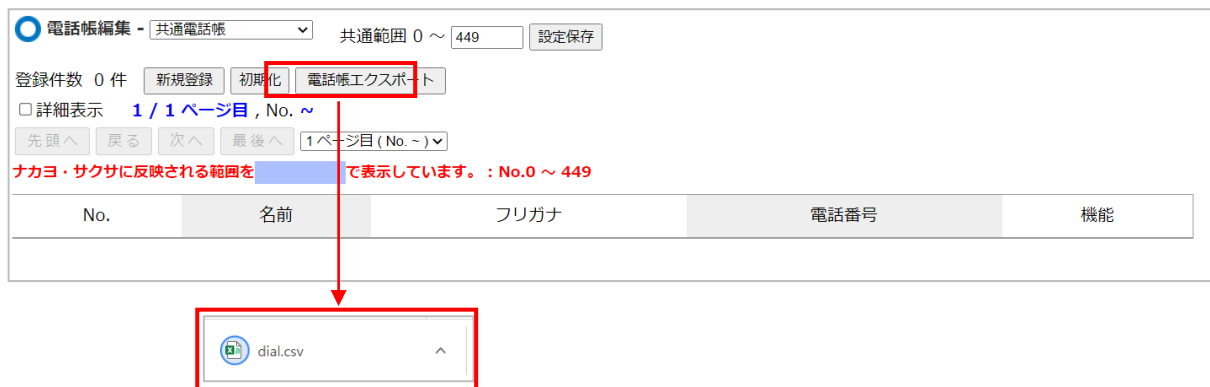 電話帳編集 - 共通電話帳 共通範囲 0 ～ 449 設定保存
登録件数 0 件 新規登録 初期化 電話帳エクスポート
詳細表示 1 / 1 ページ目 , No. ~
先頭へ 戻る 次へ 最後へ 1 ページ目 ( No. ~ )
ナカヨ・サクサに反映される範囲を で表示しています。：No.0 ～ 449
No. 名前 フリガナ 電話番号 機能
dial.csv